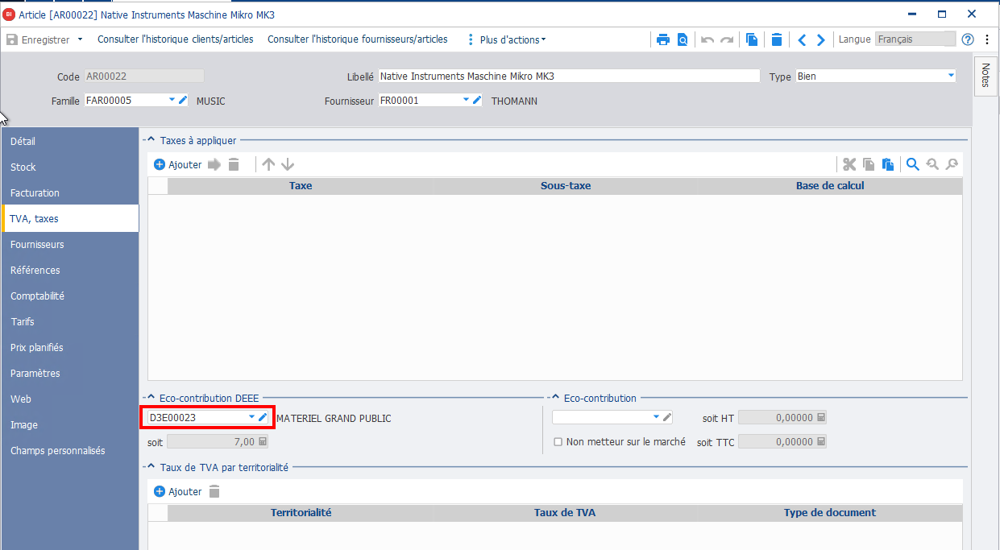 BI Article [AR00022] Native Instruments Maschine Mikro MK3
Enregistrer Consulter l'historique clients/articles Consulter l'historique fournisseurs/articles Plus d'actions Langue Français ?
Code AR00022 Libellé Native Instruments Maschine Mikro MK3 Type Bien
Famille FAR00005 MUSIC Fournisseur FR00001 THOMANN
Notes
Détail
Stock
Facturation
TVA, taxes
Fournisseurs
Références
Comptabilité
Tarifs
Prix planifiés
Paramètres
Web
Image
Champs personnalisés
Taxes à appliquer
Ajouter
Taxe Sous-taxe Base de calcul
Eco-contribution DEEE
D3E00023 MATERIEL GRAND PUBLIC
soit 7,00
Eco-contribution
soit HT 0,00000
Non metteur sur le marché soit TTC 0,00000
Taux de TVA par territorialité
Ajouter
Territorialité Taux de TVA Type de document